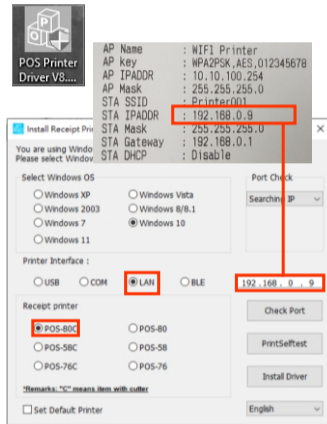 POS Printer
Driver V8....
AP Name : WIFI Printer
AP key : WPA2PSK,AES,012345678
AP IPADDR : 10.10.100.254
AP Mask : 255.255.255.0
STA SSID : Printer001
STA IPADDR : 192.168.0.9
STA Mask : 255.255.255.0
STA Gateway : 192.168.0.1
STA DHCP : Disable
Install Receipt Prin
You are using Windo
Please select Window
Select Windows OS
Windows XP
Windows Vista
Windows 2003
Windows 8/8.1
Windows 7
Windows 10
Windows 11
Port Check
Searching IP
Printer Interface :
USB
COM
LAN
BLE
192 . 168 . 0 . 9
Receipt printer
POS-80C
POS-80
POS-58C
POS-58
POS-76C
POS-76
*Remarks: "C" means item with cutter
Check Port
PrintSelftest
Install Driver
Set Default Printer
English